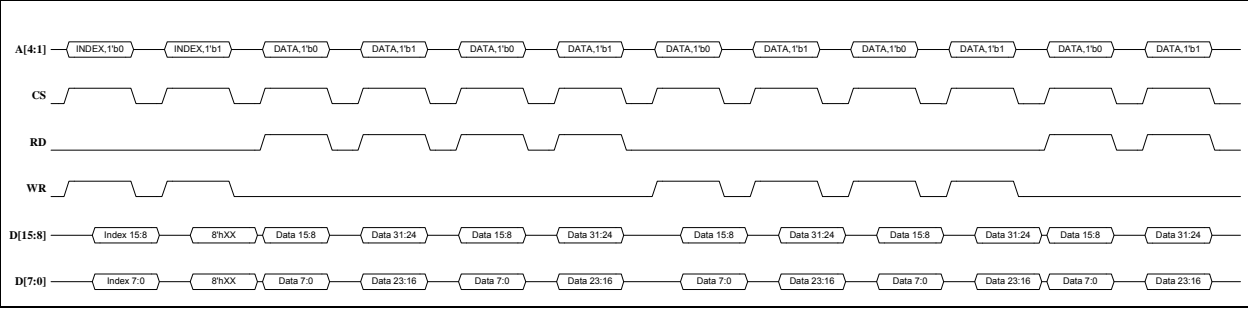 A[4:1] INDEX,1'b0 INDEX,1'b1 DATA,1'b0 DATA,1'b1 DATA,1'b0 DATA,1'b1 DATA,1'b0 DATA,1'b1 DATA,1'b0 DATA,1'b1 DATA,1'b0 DATA,1'b1
CS
RD
WR
D[15:8] Index 15:8 8'hXX Data 15:8 Data 31:24 Data 15:8 Data 31:24 Data 15:8 Data 31:24 Data 15:8 Data 31:24 Data 15:8 Data 31:24
D[7:0] Index 7:0 8'hXX Data 7:0 Data 23:16 Data 7:0 Data 23:16 Data 7:0 Data 23:16 Data 7:0 Data 23:16 Data 7:0 Data 23:16